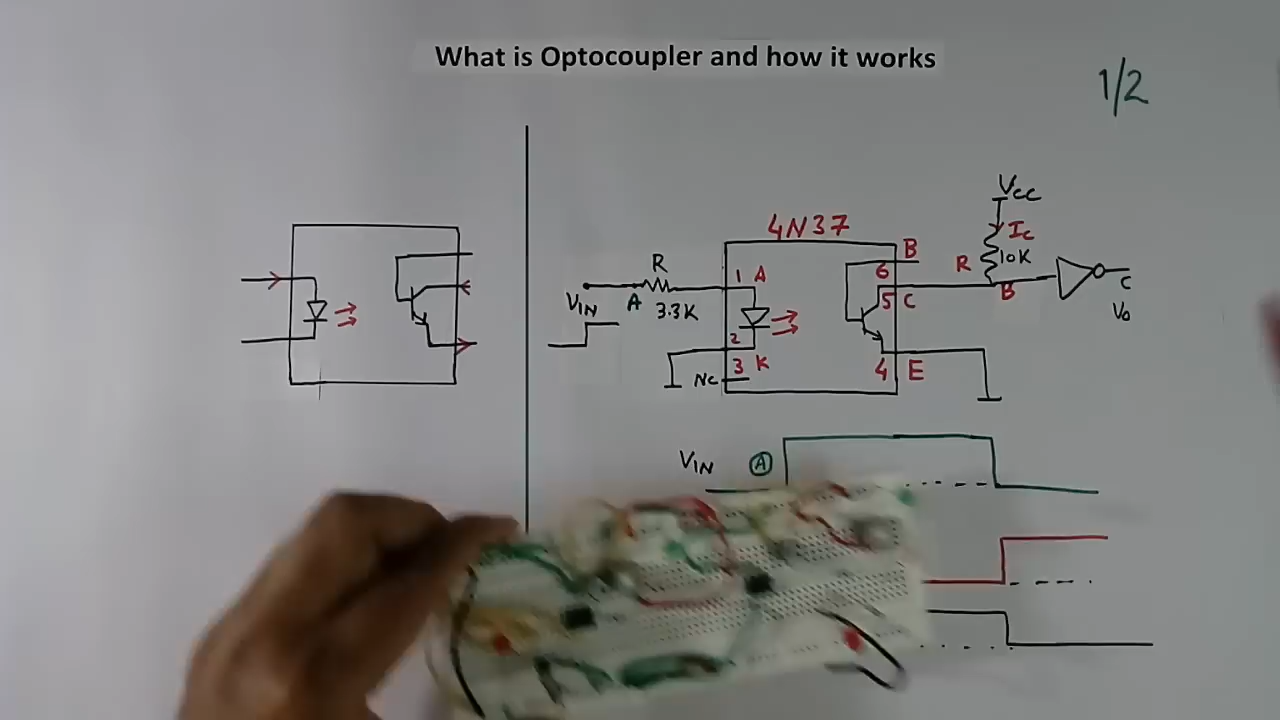 What is Optocoupler and how it works
1/2
VCC
4N37
IC
B
R
6
R
10K
1 A
5 C
B
C
VIN
A
3.3K
VO
2
3 K
4 E
NC
VIN A